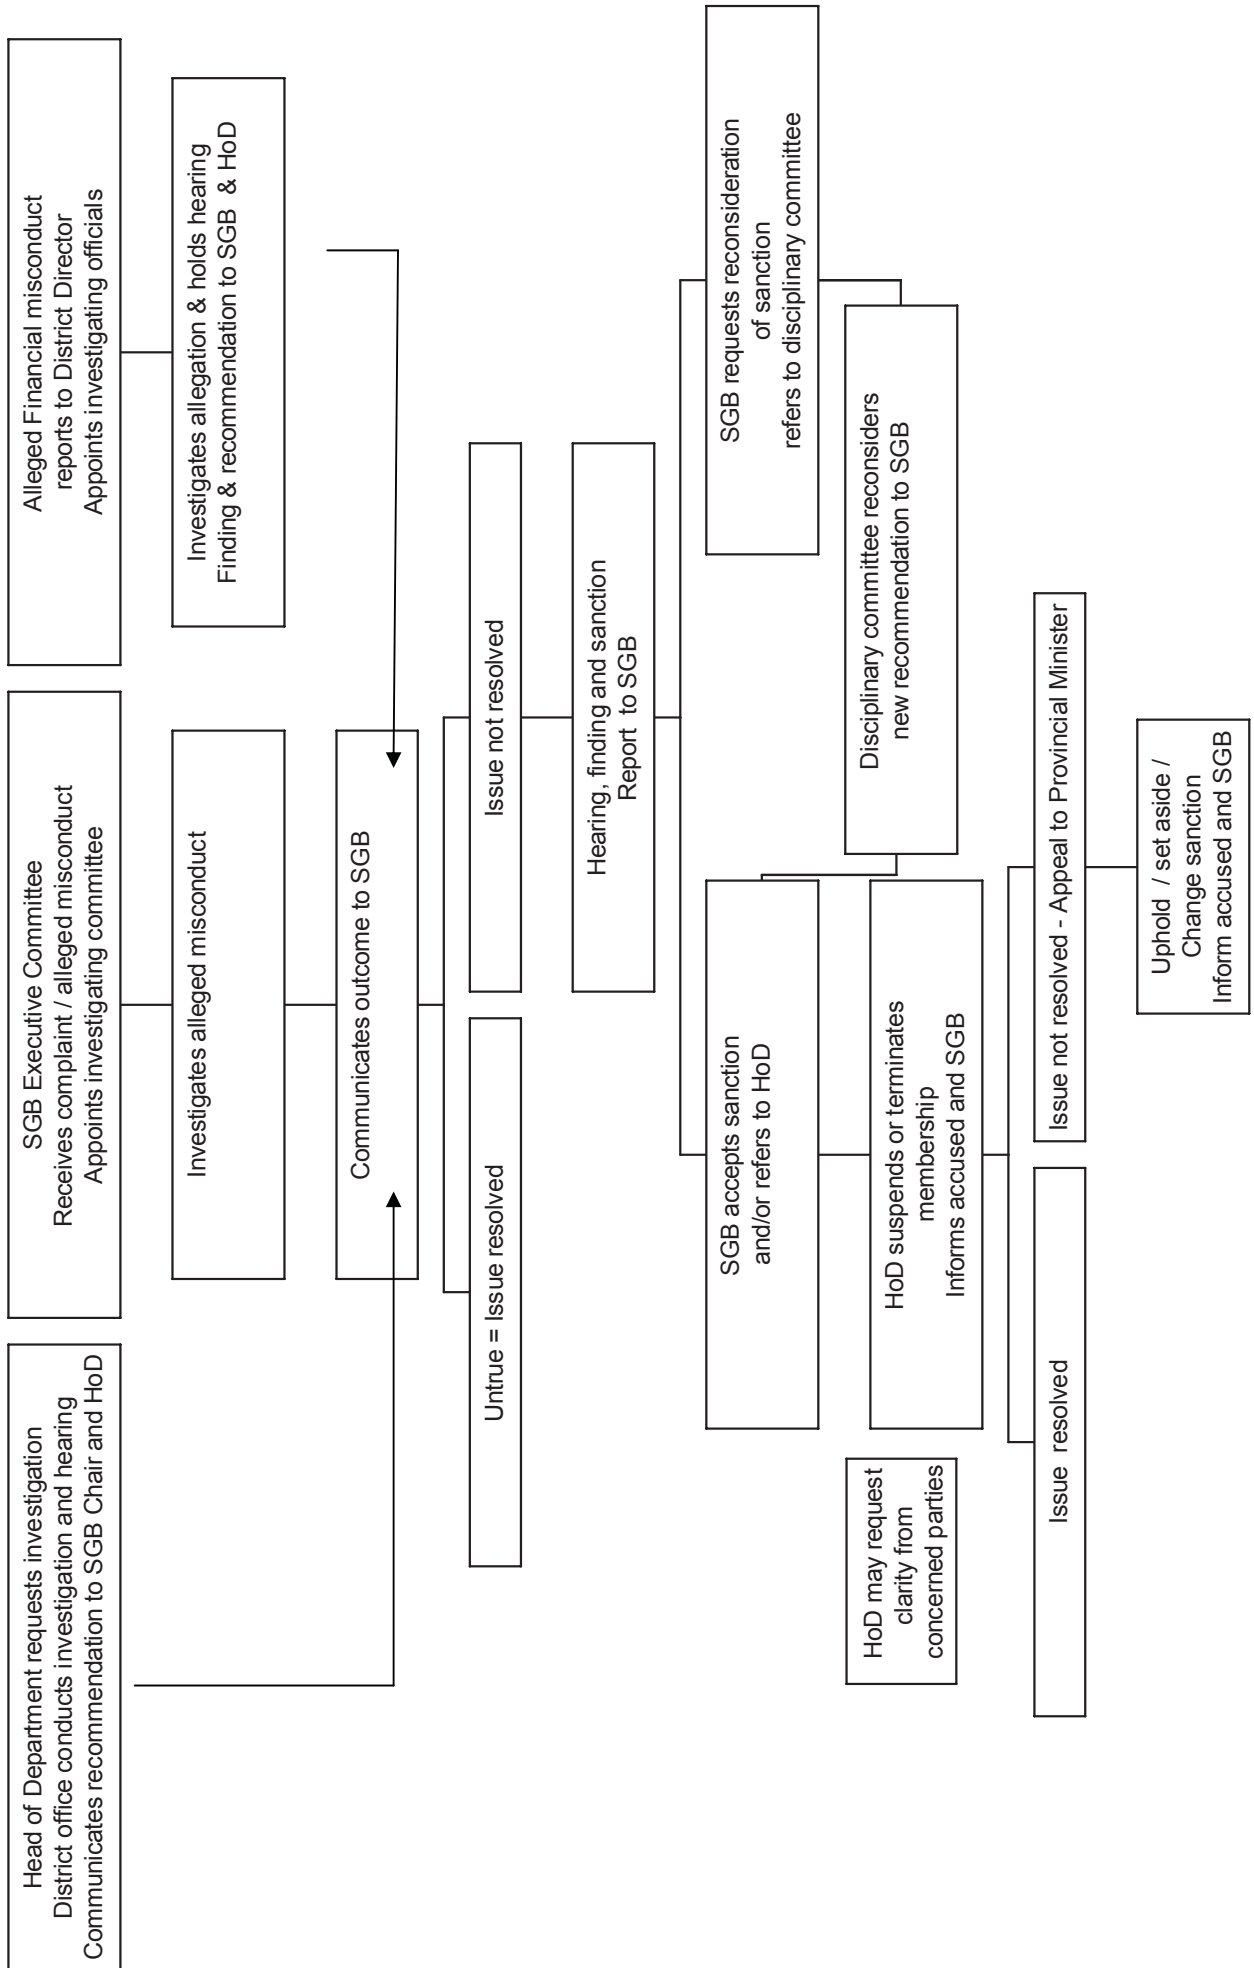 Head of Department requests investigation
District office conducts investigation and hearing
Communicates recommendation to SGB Chair and HoD
SGB Executive Committee
Receives complaint / alleged misconduct
Appoints investigating committee
Alleged Financial misconduct
reports to District Director
Appoints investigating officials
Investigates alleged misconduct
Investigates allegation & holds hearing
Finding & recommendation to SGB & HoD
Communicates outcome to SGB
Untrue = Issue resolved
Issue not resolved
Hearing, finding and sanction
Report to SGB
SGB accepts sanction
and/or refers to HoD
SGB requests reconsideration
of sanction
refers to disciplinary committee
HoD may request
clarity from
concerned parties
HoD suspends or terminates
membership
Informs accused and SGB
Disciplinary committee reconsiders
new recommendation to SGB
Issue resolved
Issue not resolved - Appeal to Provincial Minister
Uphold / set aside /
Change sanction
Inform accused and SGB